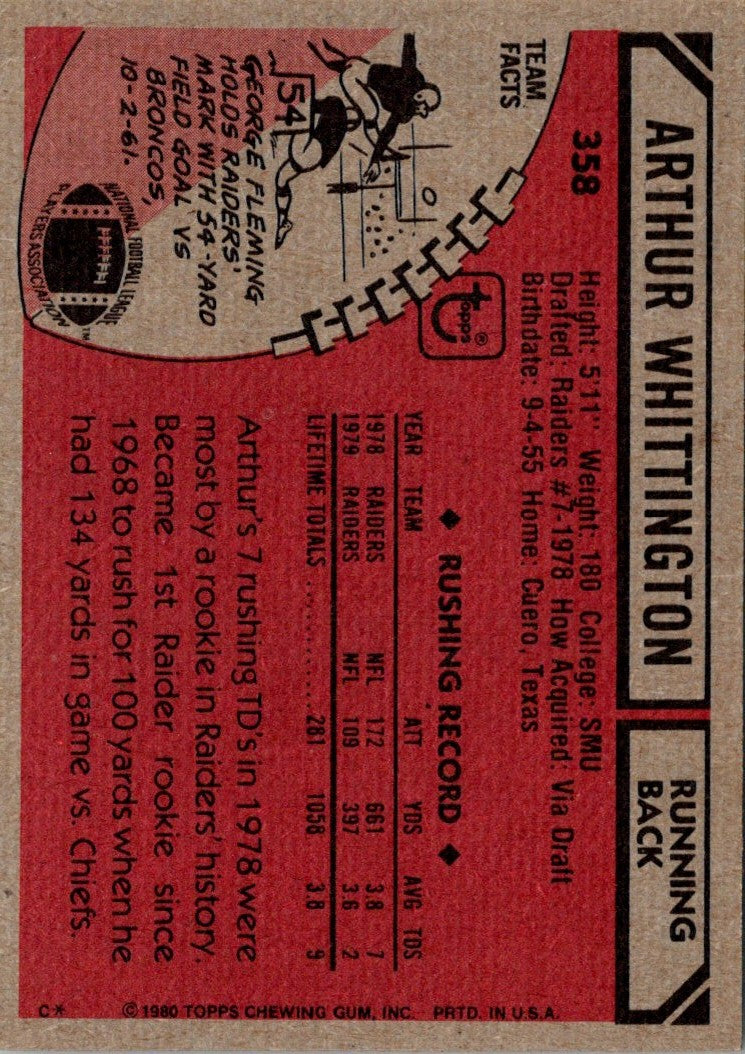 ARTHUR WHITTINGTON
RUNNING
BACK
358
Height: 5'11" Weight: 180 College: SMU
Drafted: Raiders #7-1978 How Acquired: Via Draft
Birthdate: 9-4-55 Home: Cuero, Texas
TEAM
FACTS
54
GEORGE FLEMING
HOLDS RAIDERS'
MARK WITH 54-YARD
FIELD GOAL VS
BRONCOS,
10-2-61.
NATIONAL FOOTBALL LEAGUE
PLAYERS ASSOCIATION™
Topps®
◆ RUSHING RECORD ◆
YEAR TEAM ATT YDS AVG TDS
1978 RAIDERS NFL 172 661 3.8 7
1979 RAIDERS NFL 109 397 3.6 2
LIFETIME TOTALS .......... 281 1058 3.8 9
Arthur's 7 rushing TD's in 1978 were
most by a rookie in Raiders' history.
Became 1st Raider rookie since
1968 to rush for 100 yards when he
had 134 yards in game vs. Chiefs.
C* © 1980 TOPPS CHEWING GUM, INC. PRTD. IN U.S.A.